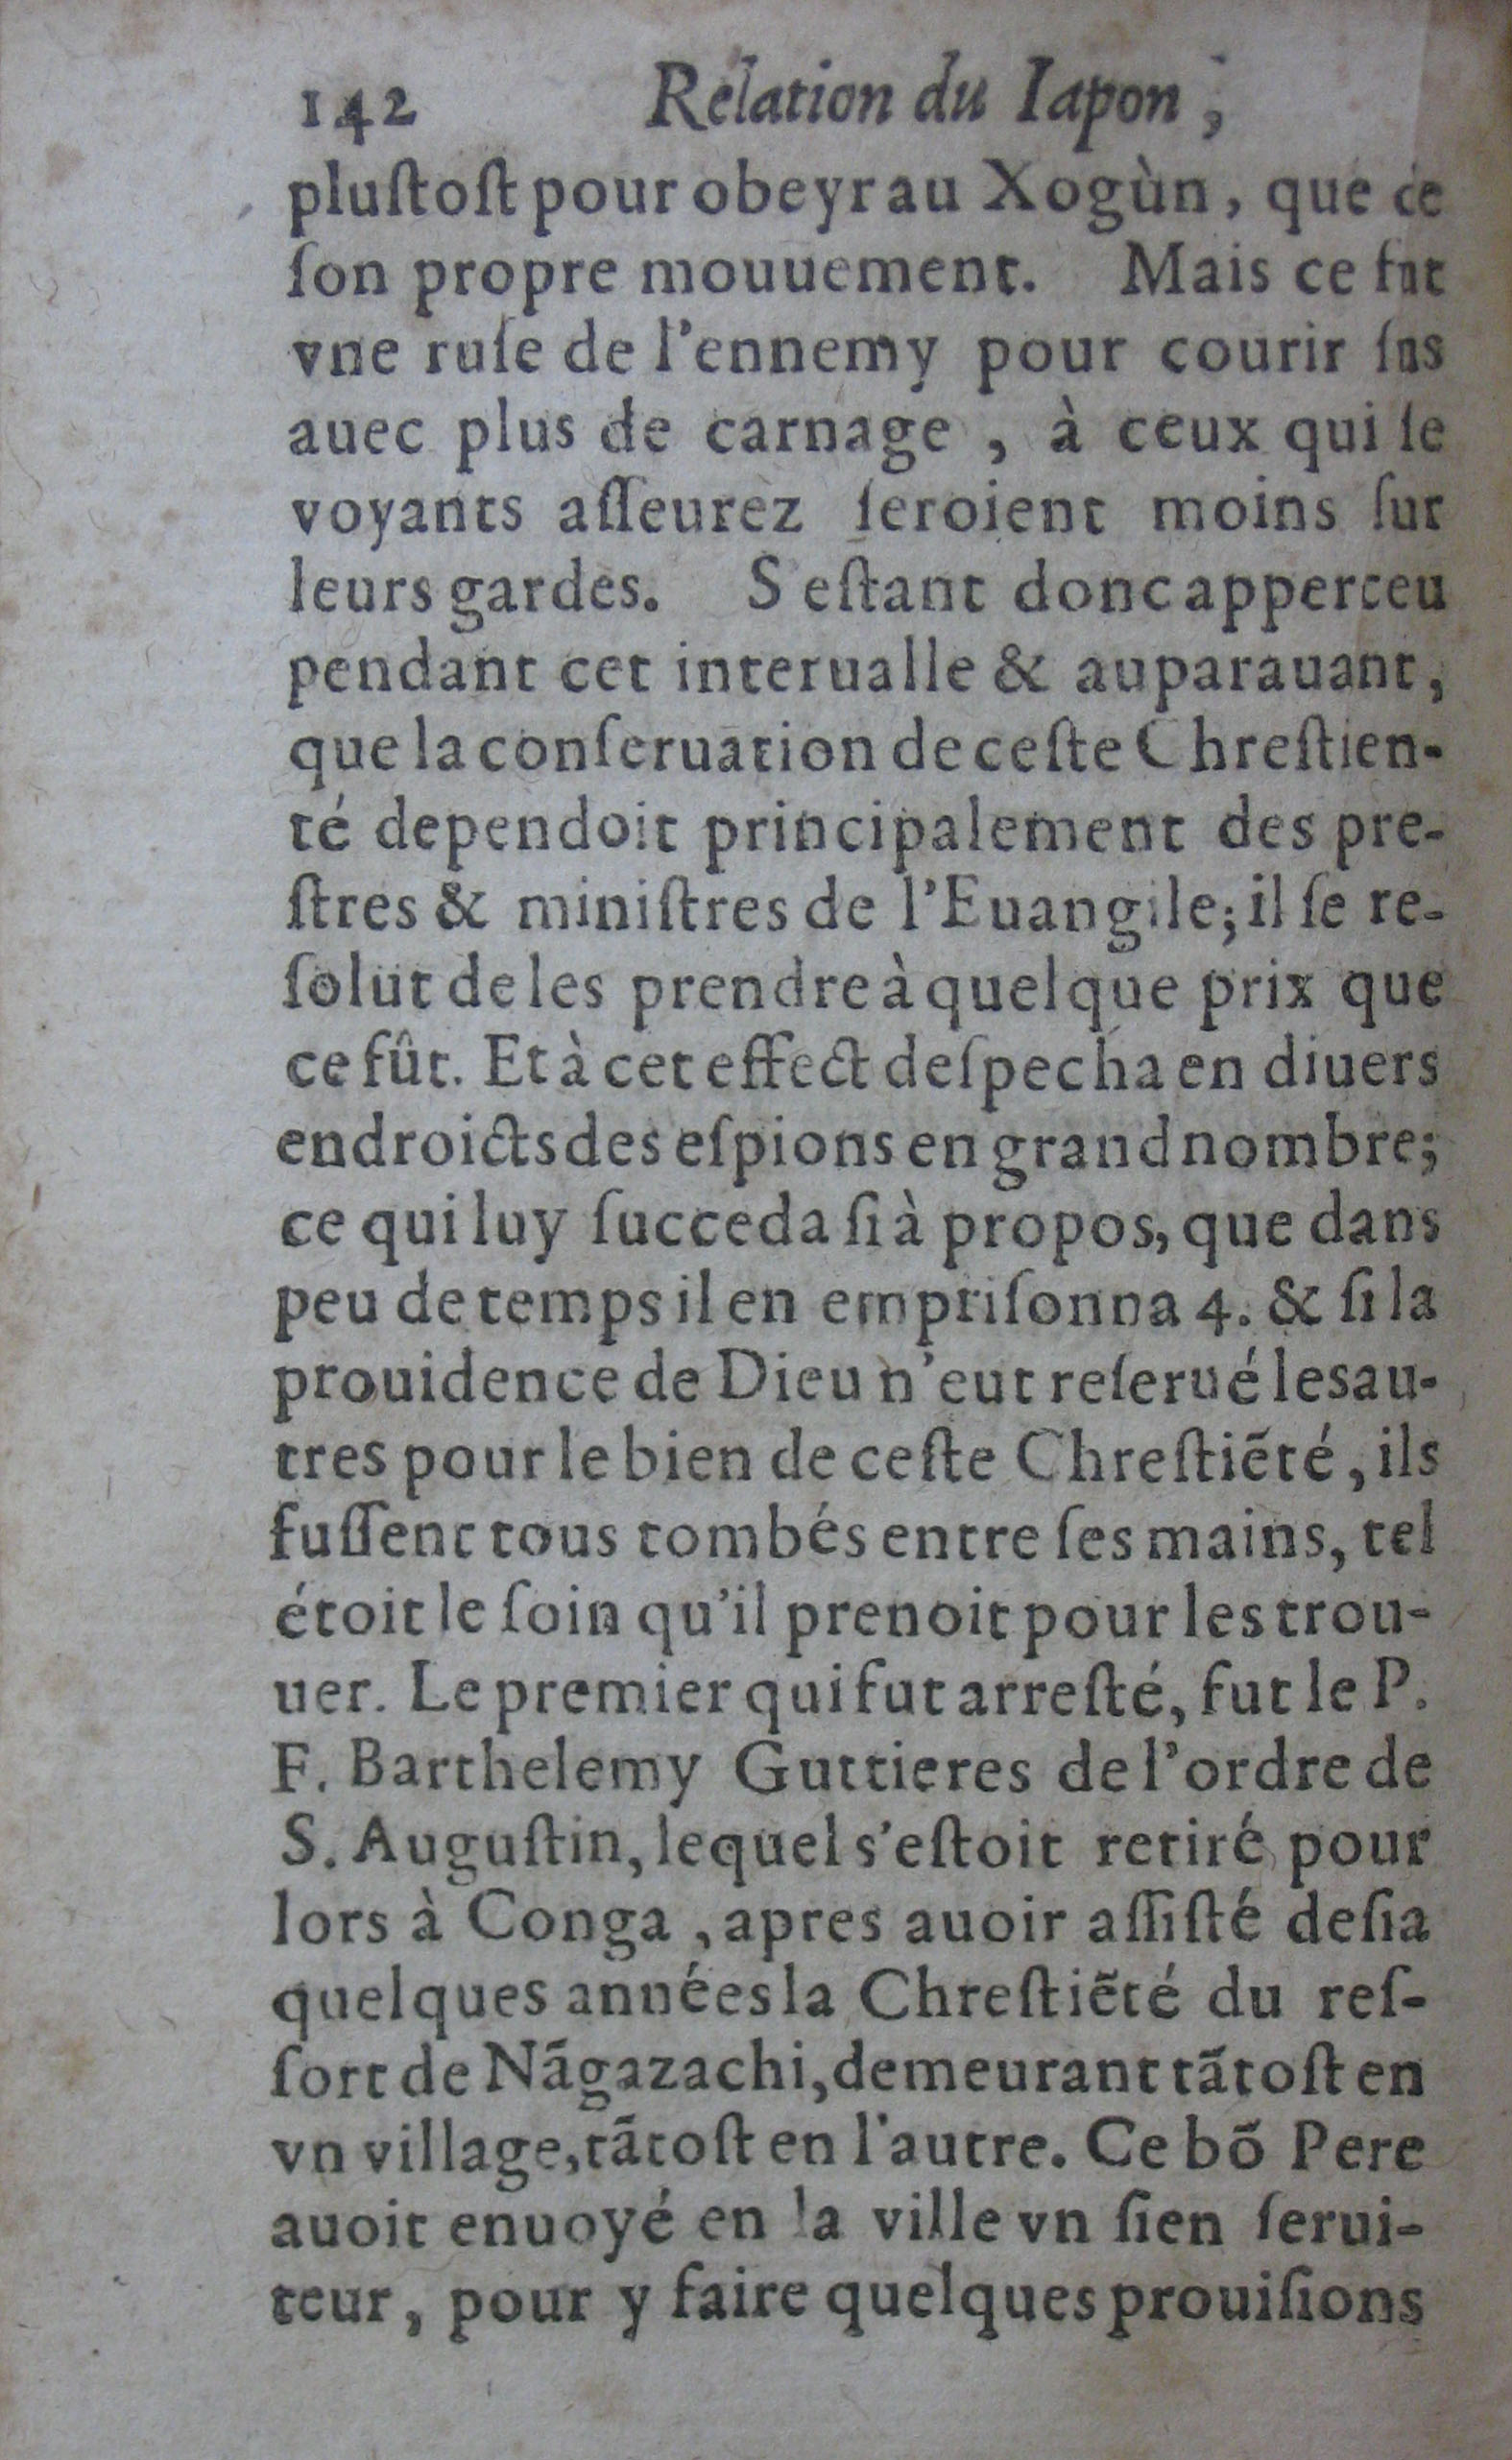 142 Relation du Iapon,
pluſtoſt pour obeyr au Xogùn, que de
ſon propre mouuement. Mais ce fut
vne ruſe de l'ennemy pour courir ſus
auec plus de carnage, à ceux qui ſe
voyants aſſeurez ſeroient moins ſur
leurs gardes. S'eſtant donc apperceu
pendant cet interualle & auparauant,
que la conſeruation de ceſte Chreſtien-
té dependoit principalement des pre-
ſtres & miniſtres de l'Euangile; il ſe re-
ſolut de les prendre à quelque prix que
ce fût. Et à cet effect deſpecha en diuers
endroicts des eſpions en grand nombre;
ce qui luy ſucceda ſi à propos, que dans
peu de temps il en empriſonna 4. & ſi la
prouidence de Dieu n'eut reſerué les au-
tres pour le bien de ceſte Chreſtiẽté, ils
fuſſent tous tombés entre ſes mains, tel
étoit le ſoin qu'il prenoit pour les trou-
uer. Le premier qui fut arreſté, fut le P.
F. Barthelemy Guttieres de l'ordre de
S. Auguſtin, lequel s'eſtoit retiré pour
lors à Conga, apres auoir aſſiſté deſia
quelques années la Chreſtiẽté du reſ-
ſort de Nãgazachi, demeurant tãtoſt en
vn village, tãtoſt en l'autre. Ce bõ Pere
auoit enuoyé en la ville vn ſien ſerui-
teur, pour y faire quelques prouiſions